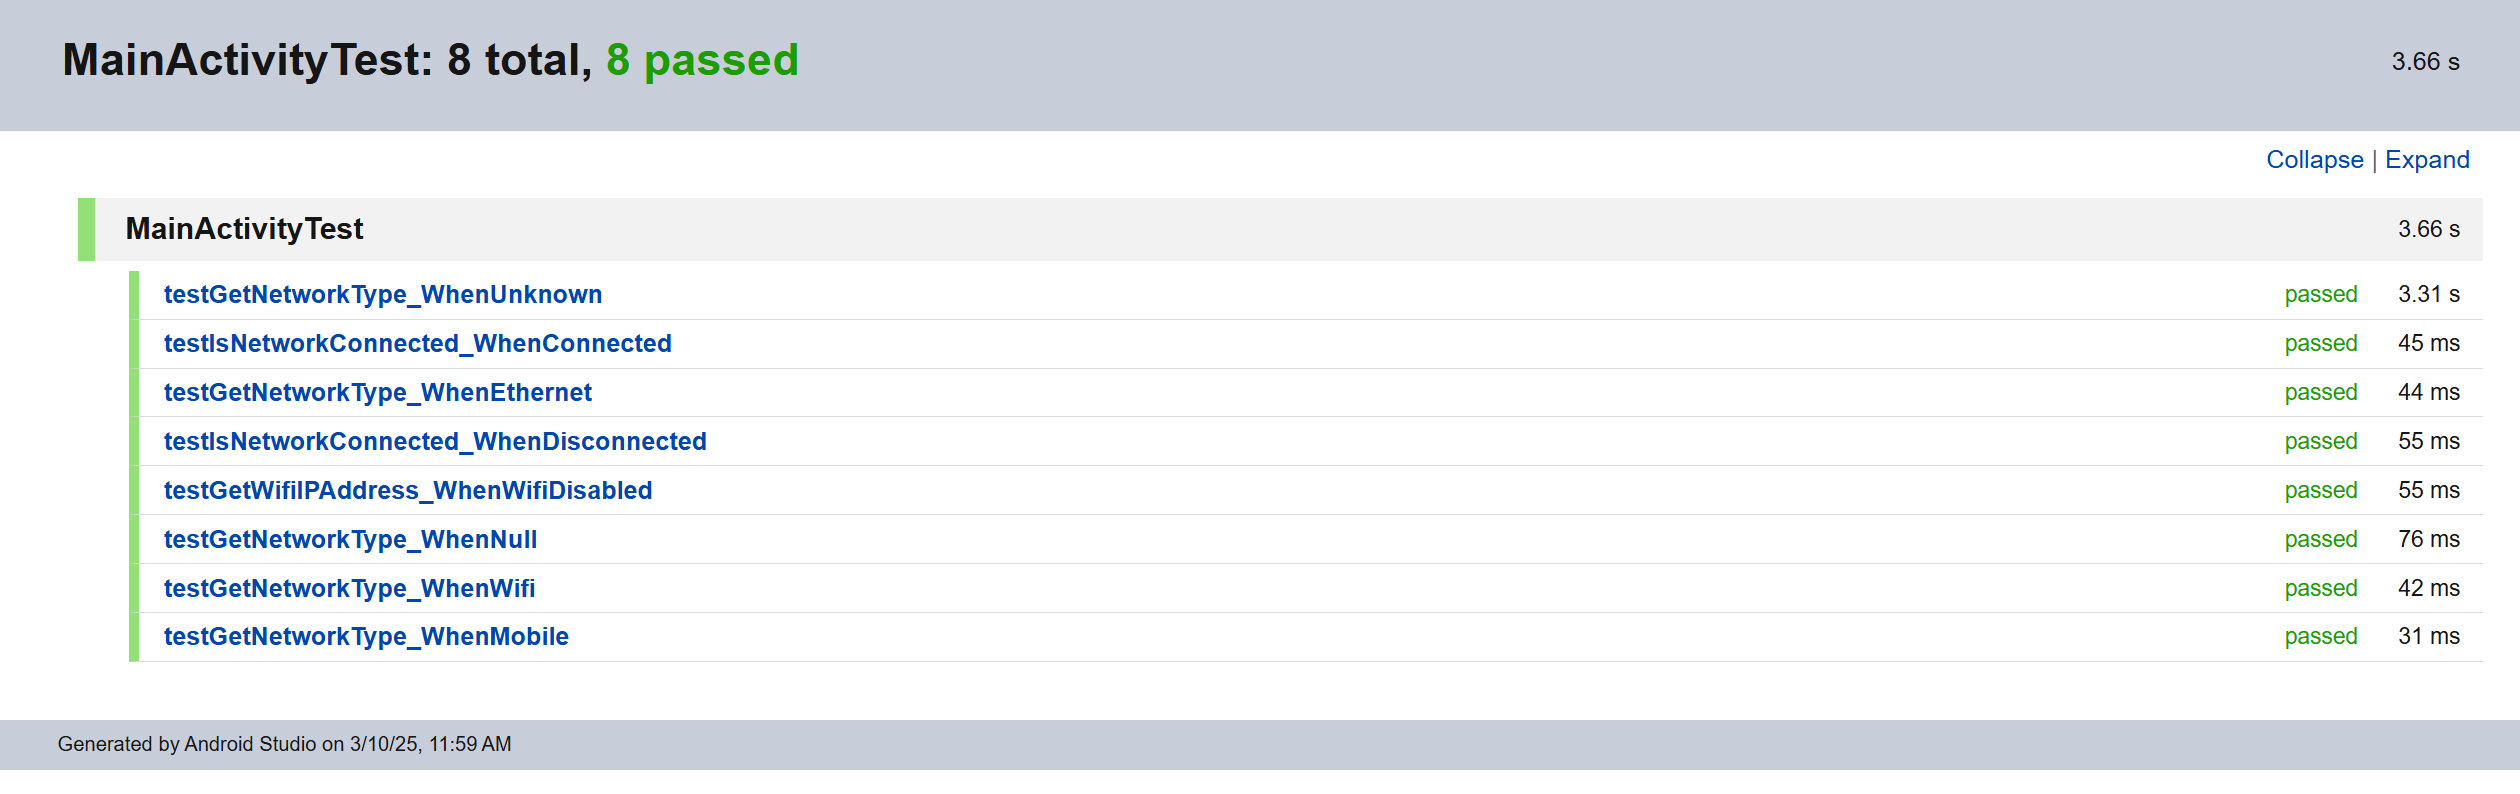 MainActivityTest: 8 total, 8 passed 3.66 s
Collapse | Expand
MainActivityTest 3.66 s
testGetNetworkType_WhenUnknown passed 3.31 s
testIsNetworkConnected_WhenConnected passed 45 ms
testGetNetworkType_WhenEthernet passed 44 ms
testIsNetworkConnected_WhenDisconnected passed 55 ms
testGetWifiIPAddress_WhenWifiDisabled passed 55 ms
testGetNetworkType_WhenNull passed 76 ms
testGetNetworkType_WhenWifi passed 42 ms
testGetNetworkType_WhenMobile passed 31 ms
Generated by Android Studio on 3/10/25, 11:59 AM